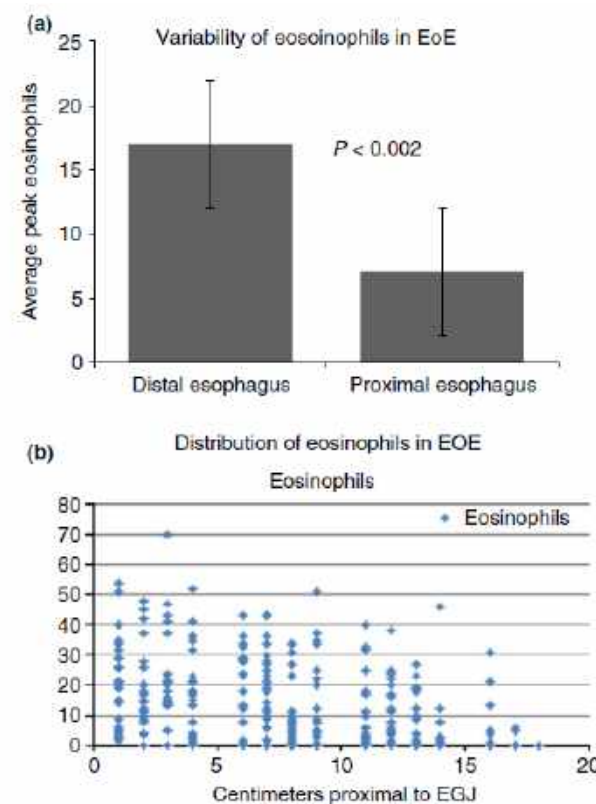 (a)
Variability of eosoinophils in EoE
Average peak eosinophils
25
20
15
10
5
0
P < 0.002
Distal esophagus
Proximal esophagus
(b)
Distribution of eosinophils in EOE
Eosinophils
Eosinophils
80
70
60
50
40
30
20
10
0
0 5 10 15 20
Centimeters proximal to EGJ